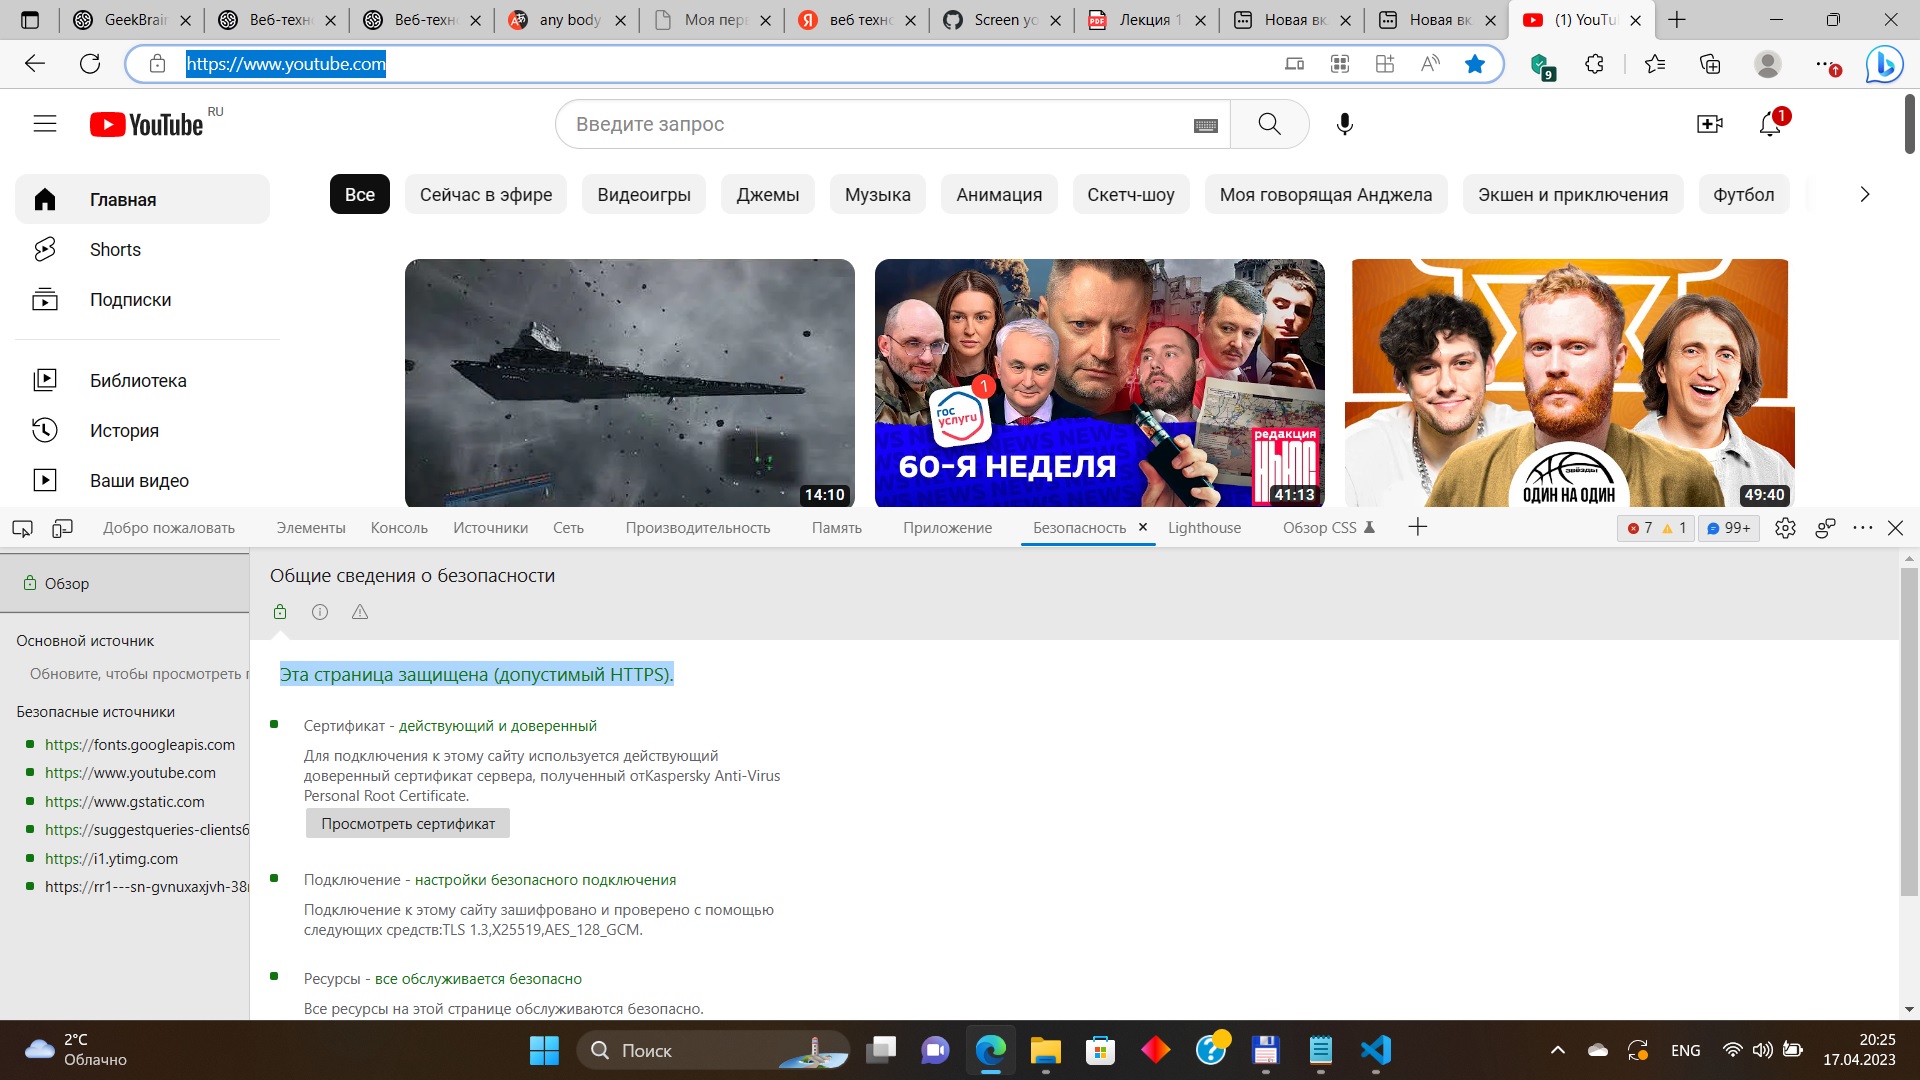 GeekBrain
Веб-техно
Веб-техно
any body
Моя перв
веб техно
Screen yo
Лекция 1
Новая вк
Новая вк
(1) YouTu
https://www.youtube.com
9
YouTube RU
Введите запрос
1
Главная
Shorts
Подписки
Библиотека
История
Ваши видео
Все
Сейчас в эфире
Видеоигры
Джемы
Музыка
Анимация
Скетч-шоу
Моя говорящая Анджела
Экшен и приключения
Футбол
14:10
1
гос
услуги
60-Я НЕДЕЛЯ
редакция
41:13
ЗВЁЗДЫ
ОДИН НА ОДИН
49:40
Добро пожаловать
Элементы
Консоль
Источники
Сеть
Производительность
Память
Приложение
Безопасность
Lighthouse
Обзор CSS
7
1
99+
Обзор
Основной источник
Обновите, чтобы просмотреть
Безопасные источники
https://fonts.googleapis.com
https://www.youtube.com
https://www.gstatic.com
https://suggestqueries-clients6
https://i1.ytimg.com
https://rr1---sn-gvnuxaxjvh-38
Общие сведения о безопасности
Эта страница защищена (допустимый HTTPS).
Сертификат - действующий и доверенный
Для подключения к этому сайту используется действующий
доверенный сертификат сервера, полученный отKaspersky Anti-Virus
Personal Root Certificate.
Просмотреть сертификат
Подключение - настройки безопасного подключения
Подключение к этому сайту зашифровано и проверено с помощью
следующих средств:TLS 1.3,X25519,AES_128_GCM.
Ресурсы - все обслуживается безопасно
Все ресурсы на этой странице обслуживаются безопасно.
2°C
Облачно
Поиск
ENG
20:25
17.04.2023